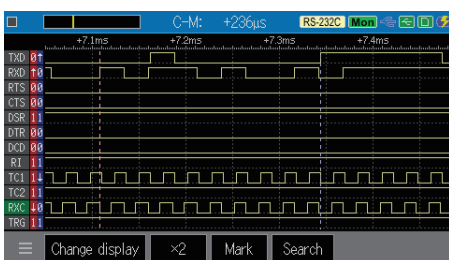 C-M: +236µs RS-232C Mon
+7.1ms +7.2ms +7.3ms +7.4ms
TXD 0↑
RXD ↑0
RTS 00
CTS 00
DSR 11
DTR 00
DCD 00
RI 11
TC1 1↓
TC2 11
RXC ↓0
TRG 11
Change display ×2 Mark Search